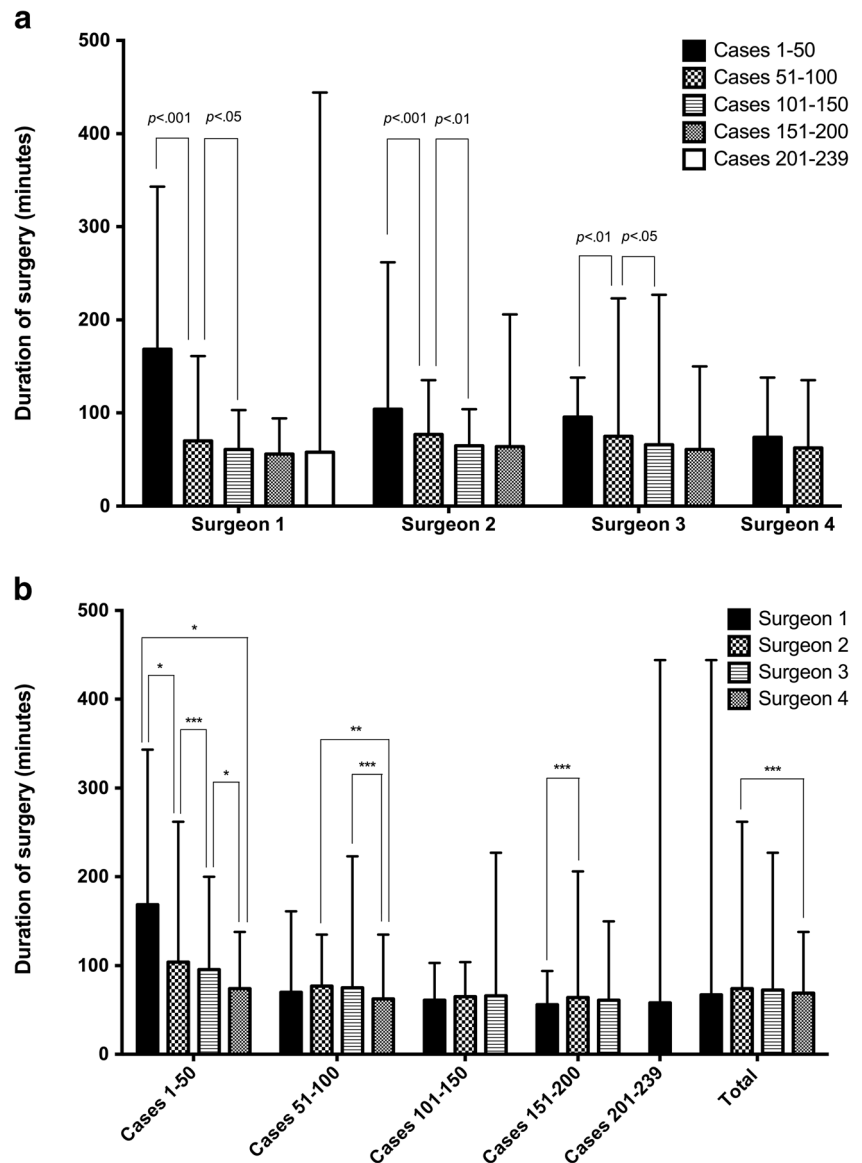 a
500
400
300
200
100
0
Duration of surgery (minutes)
p<.001
p<.05
p<.001
p<.01
p<.01
p<.05
Cases 1-50
Cases 51-100
Cases 101-150
Cases 151-200
Cases 201-239
Surgeon 1
Surgeon 2
Surgeon 3
Surgeon 4
b
500
400
300
200
100
0
Duration of surgery (minutes)
*
*
***
*
**
***
***
***
Surgeon 1
Surgeon 2
Surgeon 3
Surgeon 4
Cases 1-50
Cases 51-100
Cases 101-150
Cases 151-200
Cases 201-239
Total